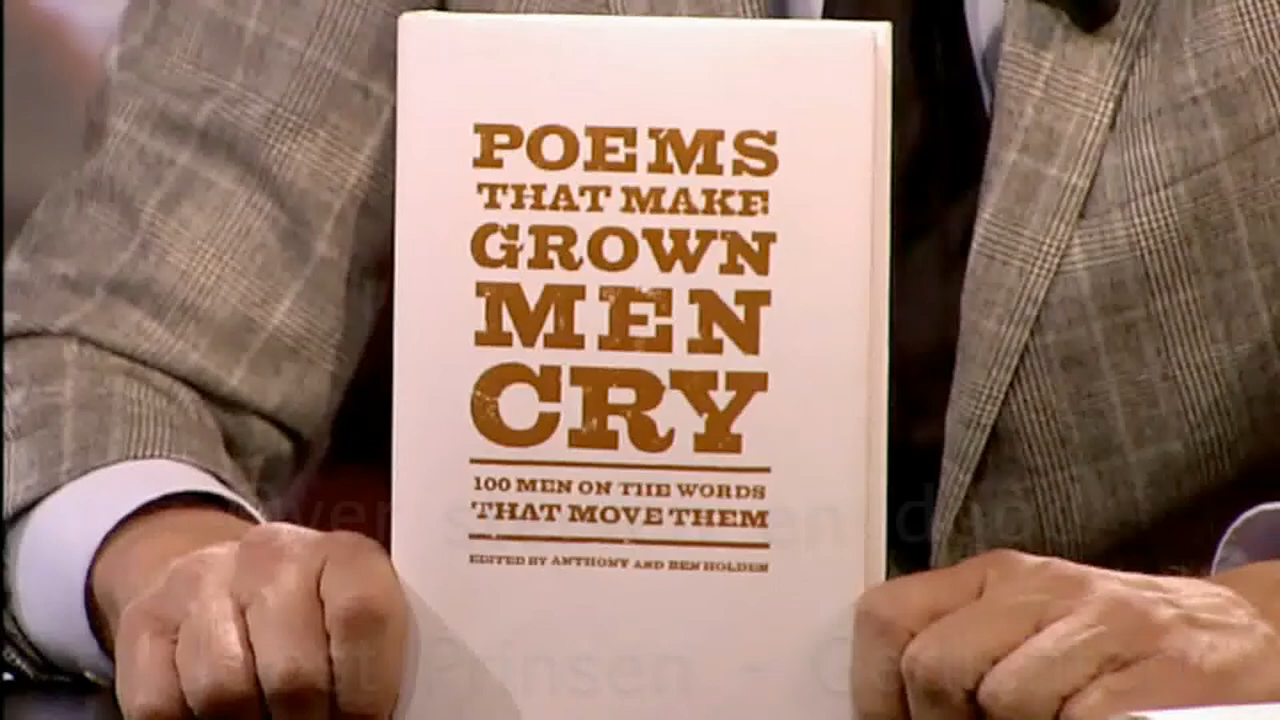 POEMS
THAT MAKE
GROWN
MEN
CRY
100 MEN ON THE WORDS
THAT MOVE THEM
EDITED BY ANTHONY AND BEN HOLDEN
Prinsen -